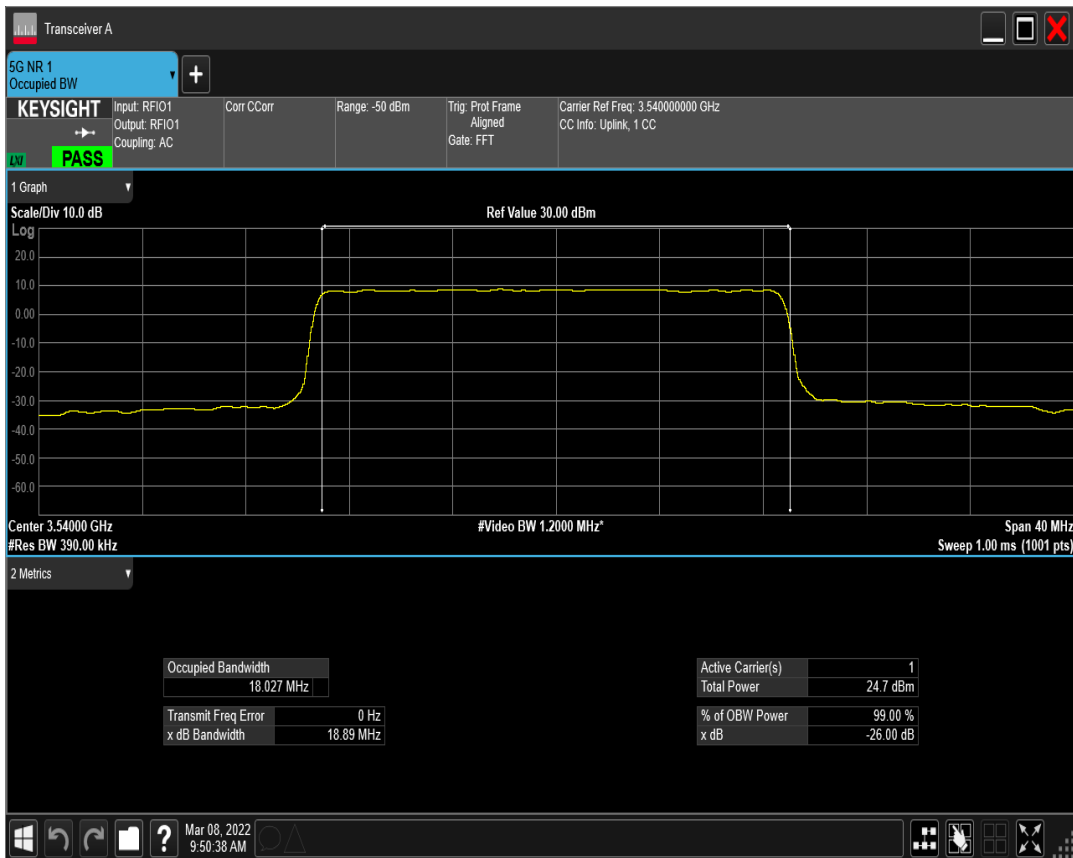 Transceiver A
5G NR 1
Occupied BW
KEYSIGHT
LXI
PASS
Input: RFIO1
Output: RFIO1
Coupling: AC
Corr CCorr
Range: -50 dBm
Trig: Prot Frame
Aligned
Gate: FFT
Carrier Ref Freq: 3.540000000 GHz
CC Info: Uplink, 1 CC
1 Graph
Scale/Div 10.0 dB
Ref Value 30.00 dBm
Log
20.0
10.0
0.00
-10.0
-20.0
-30.0
-40.0
-50.0
-60.0
Center 3.54000 GHz
#Video BW 1.2000 MHz*
Span 40 MHz
#Res BW 390.00 kHz
Sweep 1.00 ms (1001 pts)
2 Metrics
Occupied Bandwidth
18.027 MHz
Transmit Freq Error 0 Hz
x dB Bandwidth 18.89 MHz
Active Carrier(s) 1
Total Power 24.7 dBm
% of OBW Power 99.00 %
x dB -26.00 dB
?
Mar 08, 2022
9:50:38 AM